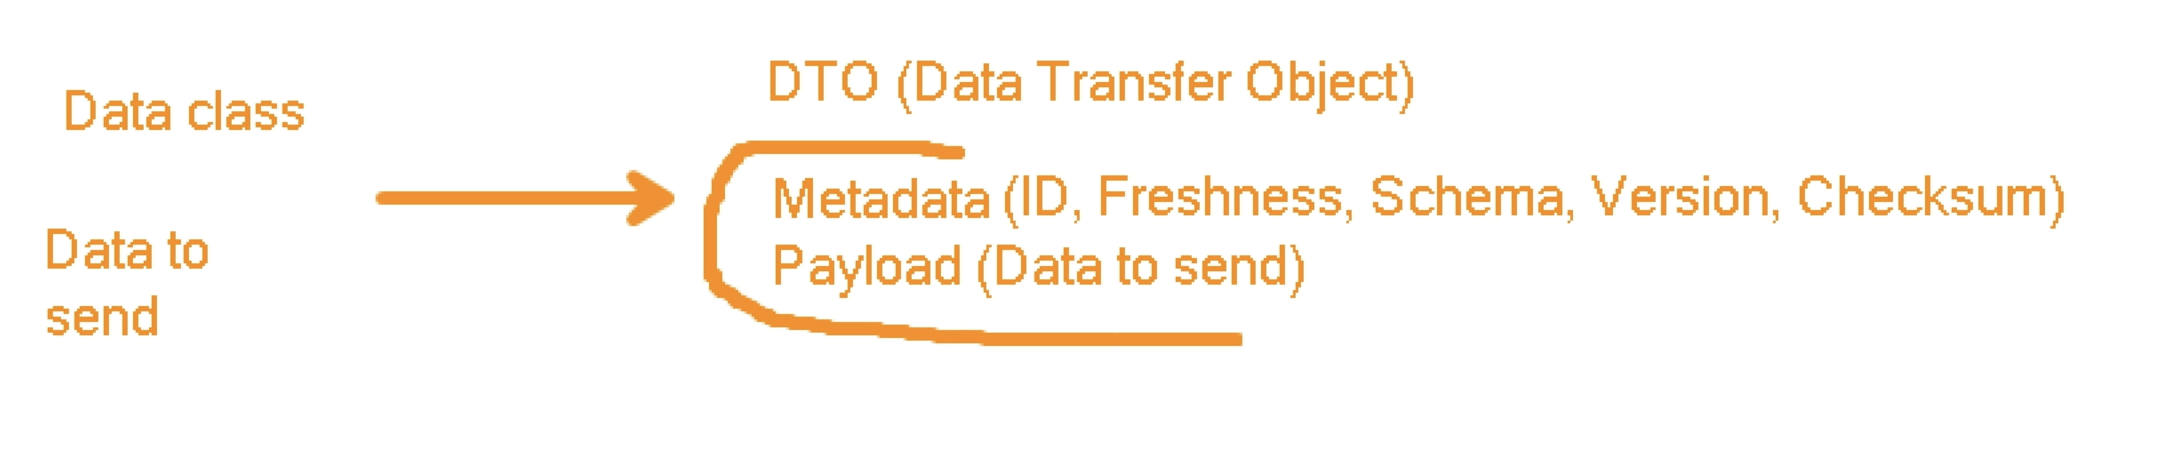 Data class
Data to
send
DTO (Data Transfer Object)
Metadata (ID, Freshness, Schema, Version, Checksum)
Payload (Data to send)